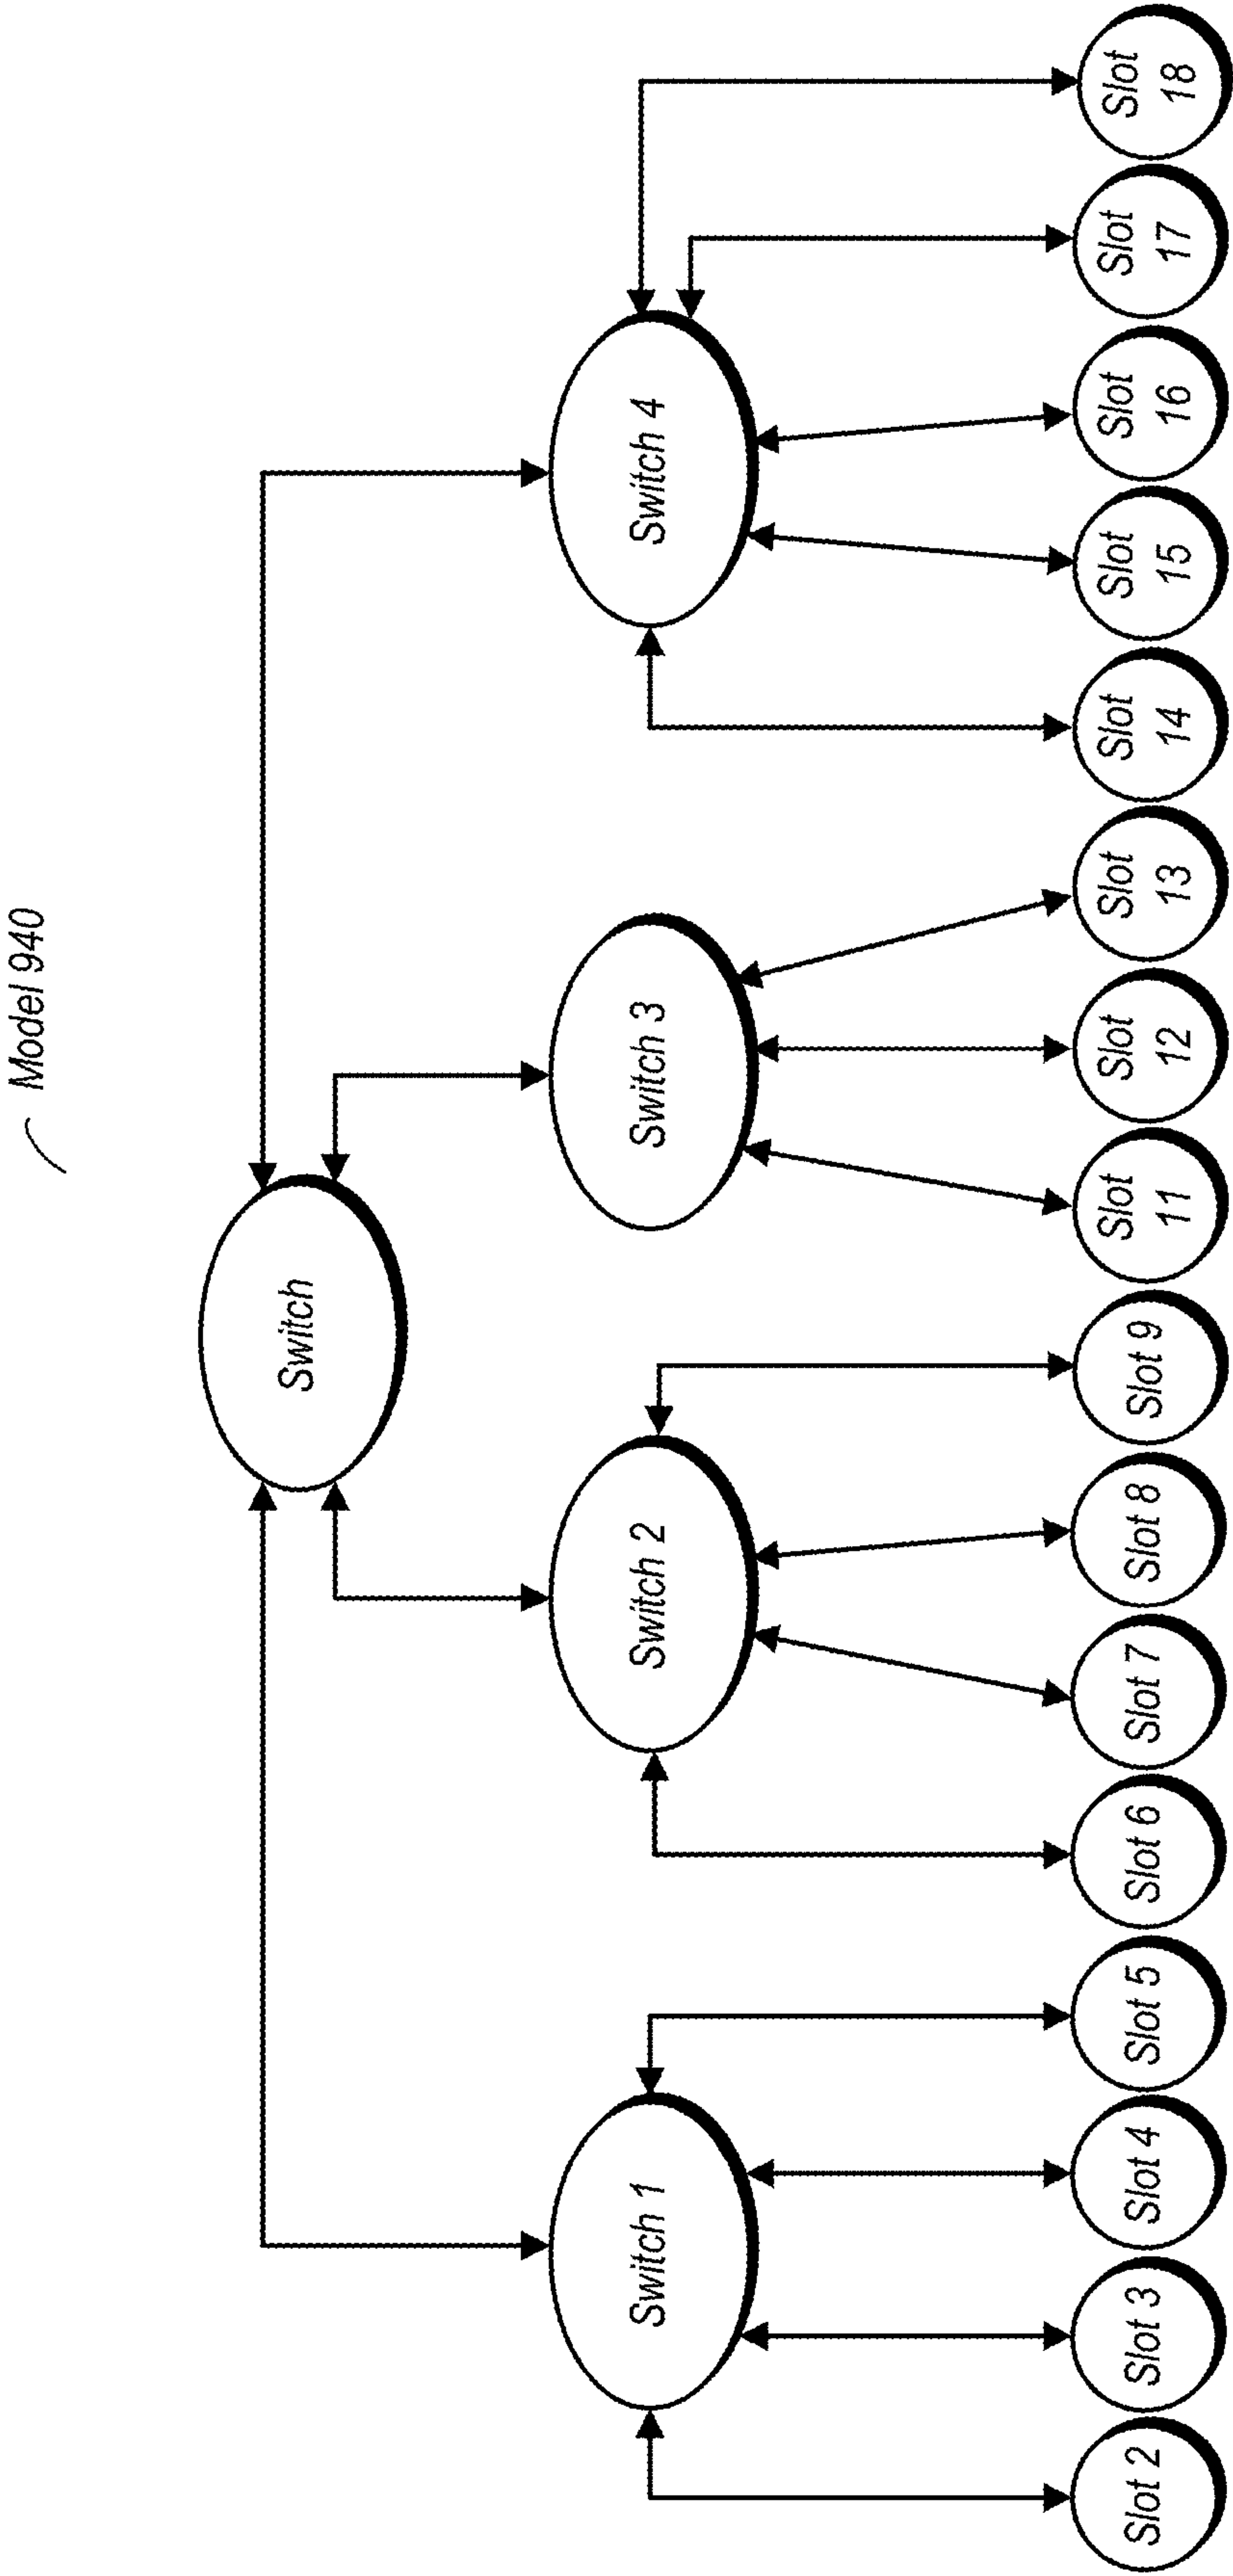 Model 940
Switch
Switch 1
Switch 2
Switch 3
Switch 4
Slot 2
Slot 3
Slot 4
Slot 5
Slot 6
Slot 7
Slot 8
Slot 9
Slot
11
Slot
12
Slot
13
Slot
14
Slot
15
Slot
16
Slot
17
Slot
18